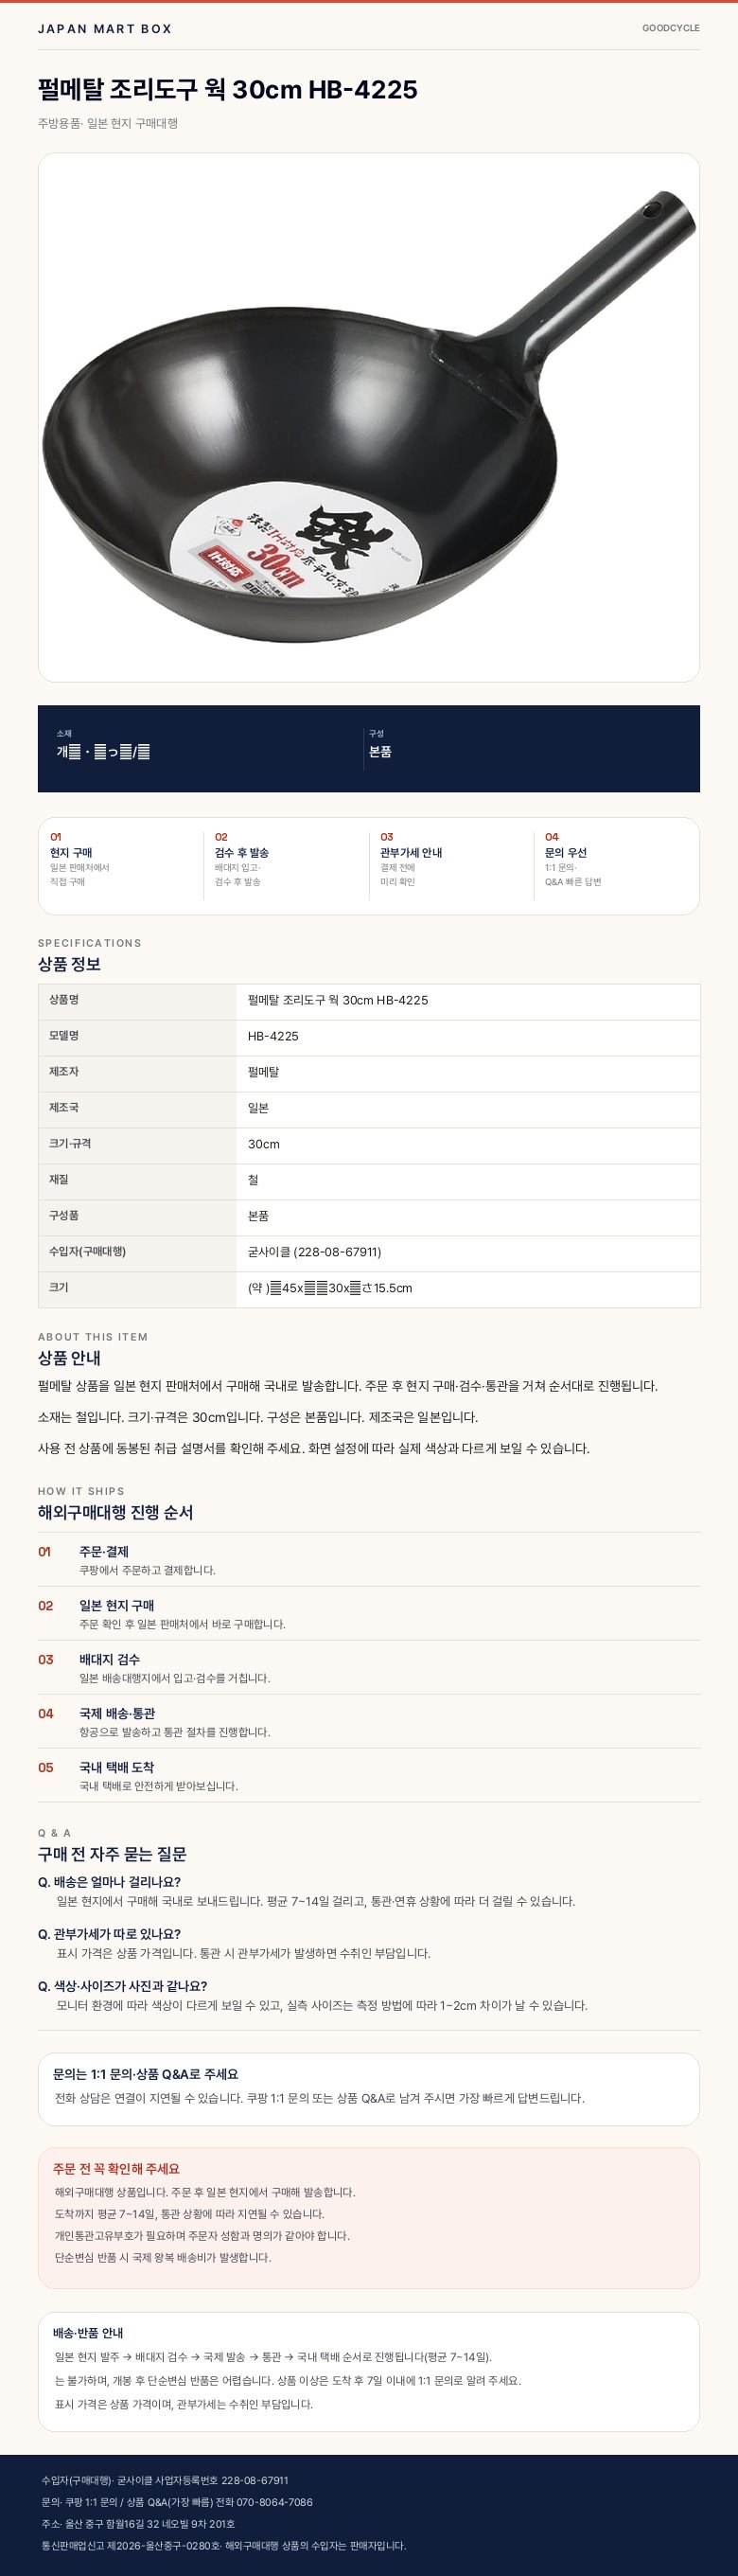 JAPAN MART BOX
GOODCYCLE
펄메탈 조리도구 웍 30cm HB-4225
주방용품· 일본 현지 구매대행
鉄
30cm
소재
구성
개▤・▤っ▤/▤
본품
01
현지 구매
일본 판매처에서
직접 구매
02
검수 후 발송
배대지 입고·
검수 후 발송
03
관부가세 안내
결제 전에
미리 확인
04
문의 우선
1:1 문의·
Q&A 빠른 답변
SPECIFICATIONS
상품 정보
상품명 펄메탈 조리도구 웍 30cm HB-4225
모델명 HB-4225
제조자 펄메탈
제조국 일본
크기·규격 30cm
재질 철
구성품 본품
수입자(구매대행) 굳사이클 (228-08-67911)
크기 (약 )▤45x▤▤30x▤さ15.5cm
ABOUT THIS ITEM
상품 안내
펄메탈 상품을 일본 현지 판매처에서 구매해 국내로 발송합니다. 주문 후 현지 구매·검수·통관을 거쳐 순서대로 진행됩니다.
소재는 철입니다. 크기·규격은 30cm입니다. 구성은 본품입니다. 제조국은 일본입니다.
사용 전 상품에 동봉된 취급 설명서를 확인해 주세요. 화면 설정에 따라 실제 색상과 다르게 보일 수 있습니다.
HOW IT SHIPS
해외구매대행 진행 순서
01 주문·결제
쿠팡에서 주문하고 결제합니다.
02 일본 현지 구매
주문 확인 후 일본 판매처에서 바로 구매합니다.
03 배대지 검수
일본 배송대행지에서 입고·검수를 거칩니다.
04 국제 배송·통관
항공으로 발송하고 통관 절차를 진행합니다.
05 국내 택배 도착
국내 택배로 안전하게 받아보십니다.
Q & A
구매 전 자주 묻는 질문
Q. 배송은 얼마나 걸리나요?
일본 현지에서 구매해 국내로 보내드립니다. 평균 7~14일 걸리고, 통관·연휴 상황에 따라 더 걸릴 수 있습니다.
Q. 관부가세가 따로 있나요?
표시 가격은 상품 가격입니다. 통관 시 관부가세가 발생하면 수취인 부담입니다.
Q. 색상·사이즈가 사진과 같나요?
모니터 환경에 따라 색상이 다르게 보일 수 있고, 실측 사이즈는 측정 방법에 따라 1~2cm 차이가 날 수 있습니다.
문의는 1:1 문의·상품 Q&A로 주세요
전화 상담은 연결이 지연될 수 있습니다. 쿠팡 1:1 문의 또는 상품 Q&A로 남겨 주시면 가장 빠르게 답변드립니다.
주문 전 꼭 확인해 주세요
해외구매대행 상품입니다. 주문 후 일본 현지에서 구매해 발송합니다.
도착까지 평균 7~14일, 통관 상황에 따라 지연될 수 있습니다.
개인통관고유부호가 필요하며 주문자 성함과 명의가 같아야 합니다.
단순변심 반품 시 국제 왕복 배송비가 발생합니다.
배송·반품 안내
일본 현지 발주 → 배대지 검수 → 국제 발송 → 통관 → 국내 택배 순서로 진행됩니다(평균 7~14일).
는 불가하며, 개봉 후 단순변심 반품은 어렵습니다. 상품 이상은 도착 후 7일 이내에 1:1 문의로 알려 주세요.
표시 가격은 상품 가격이며, 관부가세는 수취인 부담입니다.
수입자(구매대행)· 굳사이클 사업자등록번호 228-08-67911
문의· 쿠팡 1:1 문의 / 상품 Q&A(가장 빠름) 전화 070-8064-7086
주소· 울산 중구 함월16길 32 네오빌 9차 201호
통신판매업신고 제2026-울산중구-0280호· 해외구매대행 상품의 수입자는 판매자입니다.